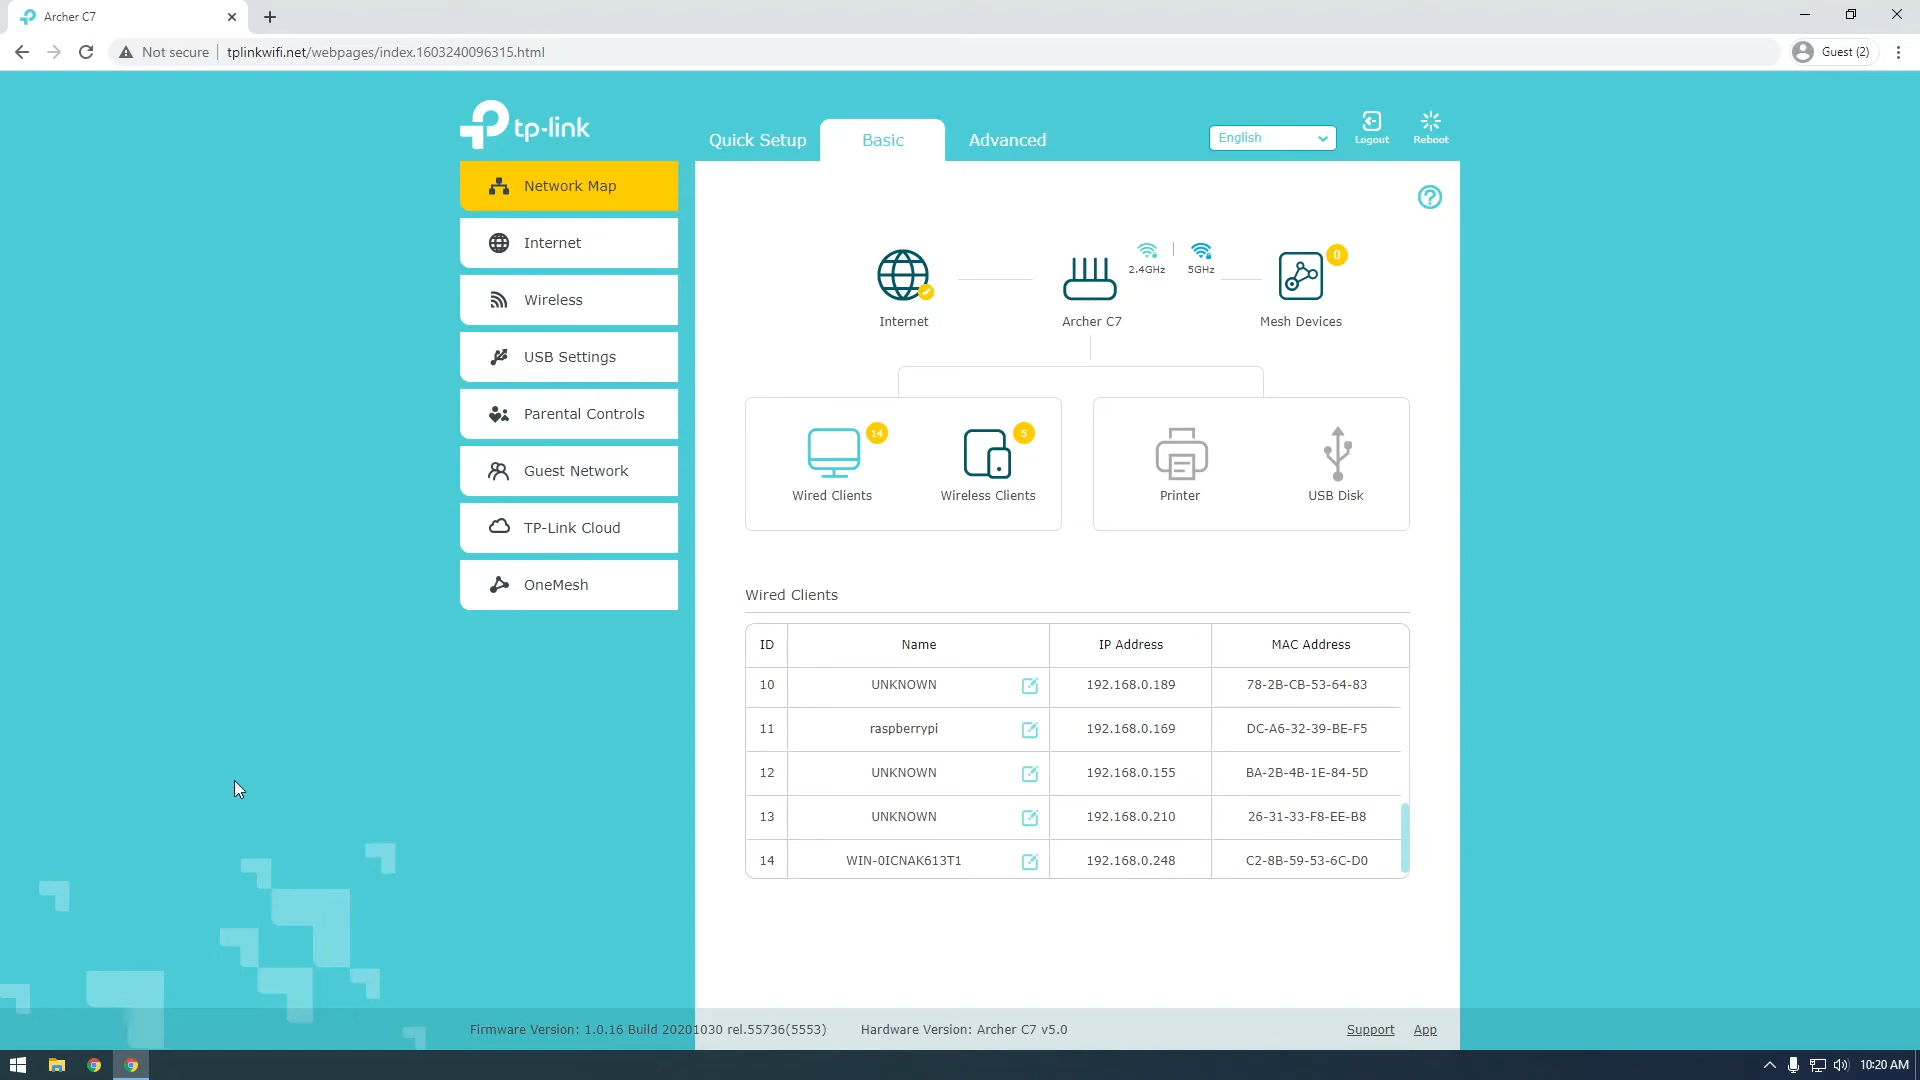 Archer C7
Not secure tplinkwifi.net/webpages/index.1603240096315.html Guest (2)
tp-link
Quick Setup Basic Advanced English Logout Reboot
Network Map
Internet
Wireless
USB Settings
Parental Controls
Guest Network
TP-Link Cloud
OneMesh
2.4GHz 5GHz 0
Internet Archer C7 Mesh Devices
14 5
Wired Clients Wireless Clients Printer USB Disk
Wired Clients
ID Name IP Address MAC Address
10 UNKNOWN 192.168.0.189 78-2B-CB-53-64-83
11 raspberrypi 192.168.0.169 DC-A6-32-39-BE-F5
12 UNKNOWN 192.168.0.155 BA-2B-4B-1E-84-5D
13 UNKNOWN 192.168.0.210 26-31-33-F8-EE-B8
14 WIN-0ICNAK613T1 192.168.0.248 C2-8B-59-53-6C-D0
Firmware Version: 1.0.16 Build 20201030 rel.55736(5553) Hardware Version: Archer C7 v5.0 Support App
10:20 AM